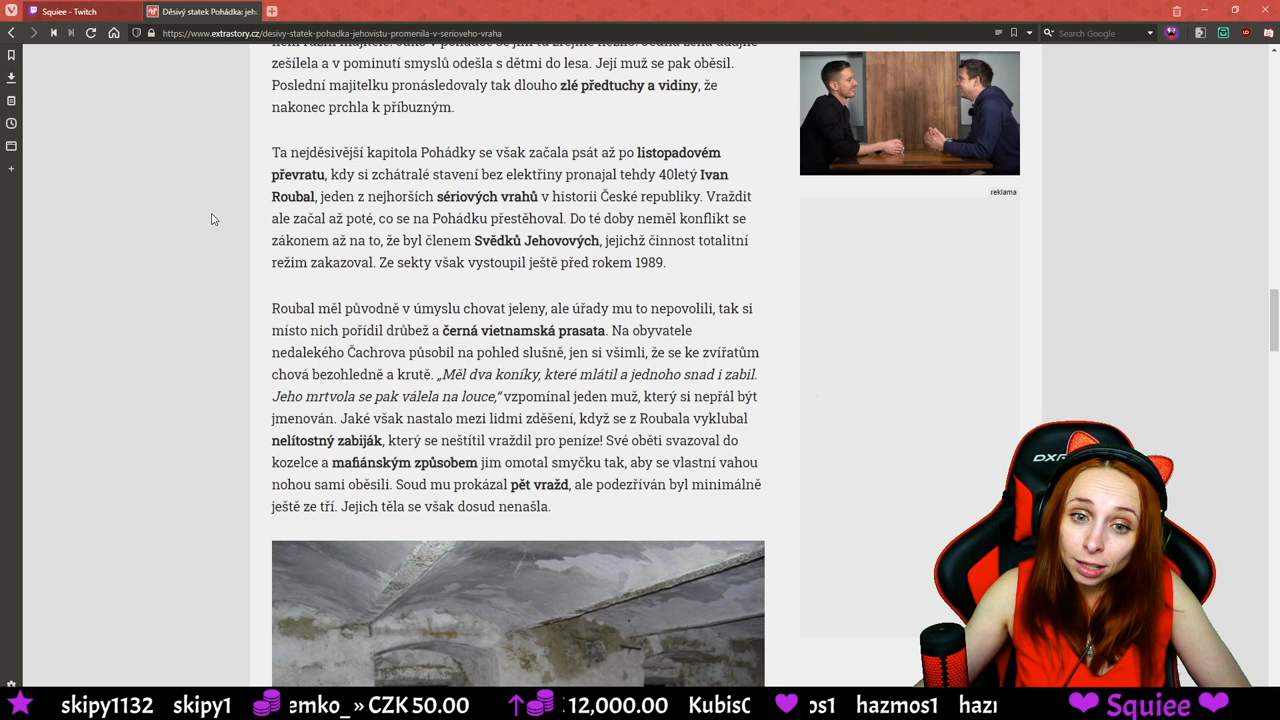 Squiee - Twitch
Děsivý statek Pohádka: jeh
https://www.extrastory.cz/desivy-statek-pohadka-jehovistu-promenila-v-serioveho-vraha
Search Google
zešílela a v pominutí smyslů odešla s dětmi do lesa. Její muž se pak oběsil.
Poslední majitelku pronásledovaly tak dlouho zlé předtuchy a vidiny, že
nakonec prchla k příbuzným.
reklama
Ta nejděsivější kapitola Pohádky se však začala psát až po listopadovém
převratu, kdy si zchátralé stavení bez elektřiny pronajal tehdy 40letý Ivan
Roubal, jeden z nejhorších sériových vrahů v historii České republiky. Vraždit
ale začal až poté, co se na Pohádku přestěhoval. Do té doby neměl konflikt se
zákonem až na to, že byl členem Svědků Jehovových, jejichž činnost totalitní
režim zakazoval. Ze sekty však vystoupil ještě před rokem 1989.
Roubal měl původně v úmyslu chovat jeleny, ale úřady mu to nepovolili, tak si
místo nich pořídil drůbež a černá vietnamská prasata. Na obyvatele
nedalekého Čachrova působil na pohled slušně, jen si všimli, že se ke zvířatům
chová bezohledně a krutě. „Měl dva koníky, které mlátil a jednoho snad i zabil.
Jeho mrtvola se pak válela na louce,“ vzpomínal jeden muž, který si nepřál být
jmenován. Jaké však nastalo mezi lidmi zděšení, když se z Roubala vyklubal
nelítostný zabiják, který se neštítil vraždil pro peníze! Své oběti svazoval do
kozelce a mafiánským způsobem jim omotal smyčku tak, aby se vlastní vahou
nohou sami oběsili. Soud mu prokázal pět vražd, ale podezříván byl minimálně
ještě ze tří. Jejich těla se však dosud nenašla.
skipy1132 skipy1 emko_ » CZK 50.00 12,000.00 KubisC os1 hazmos1 hazı Squiee